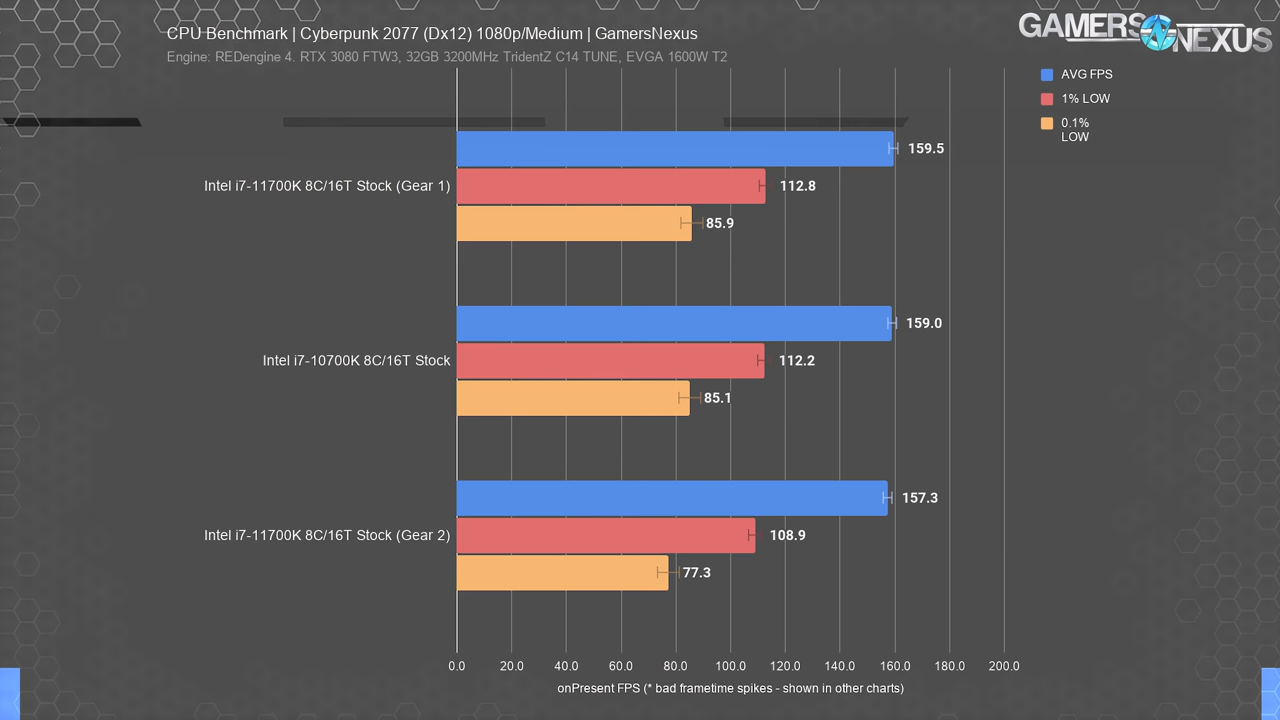 CPU Benchmark | Cyberpunk 2077 (Dx12) 1080p/Medium | GamersNexus
Engine: REDengine 4. RTX 3080 FTW3, 32GB 3200MHz TridentZ C14 TUNE, EVGA 1600W T2
GAMERS
NEXUS
AVG FPS
1% LOW
0.1%
LOW
159.5
Intel i7-11700K 8C/16T Stock (Gear 1)
112.8
85.9
159.0
Intel i7-10700K 8C/16T Stock
112.2
85.1
157.3
Intel i7-11700K 8C/16T Stock (Gear 2)
108.9
77.3
0.0 20.0 40.0 60.0 80.0 100.0 120.0 140.0 160.0 180.0 200.0
onPresent FPS (* bad frametime spikes - shown in other charts)